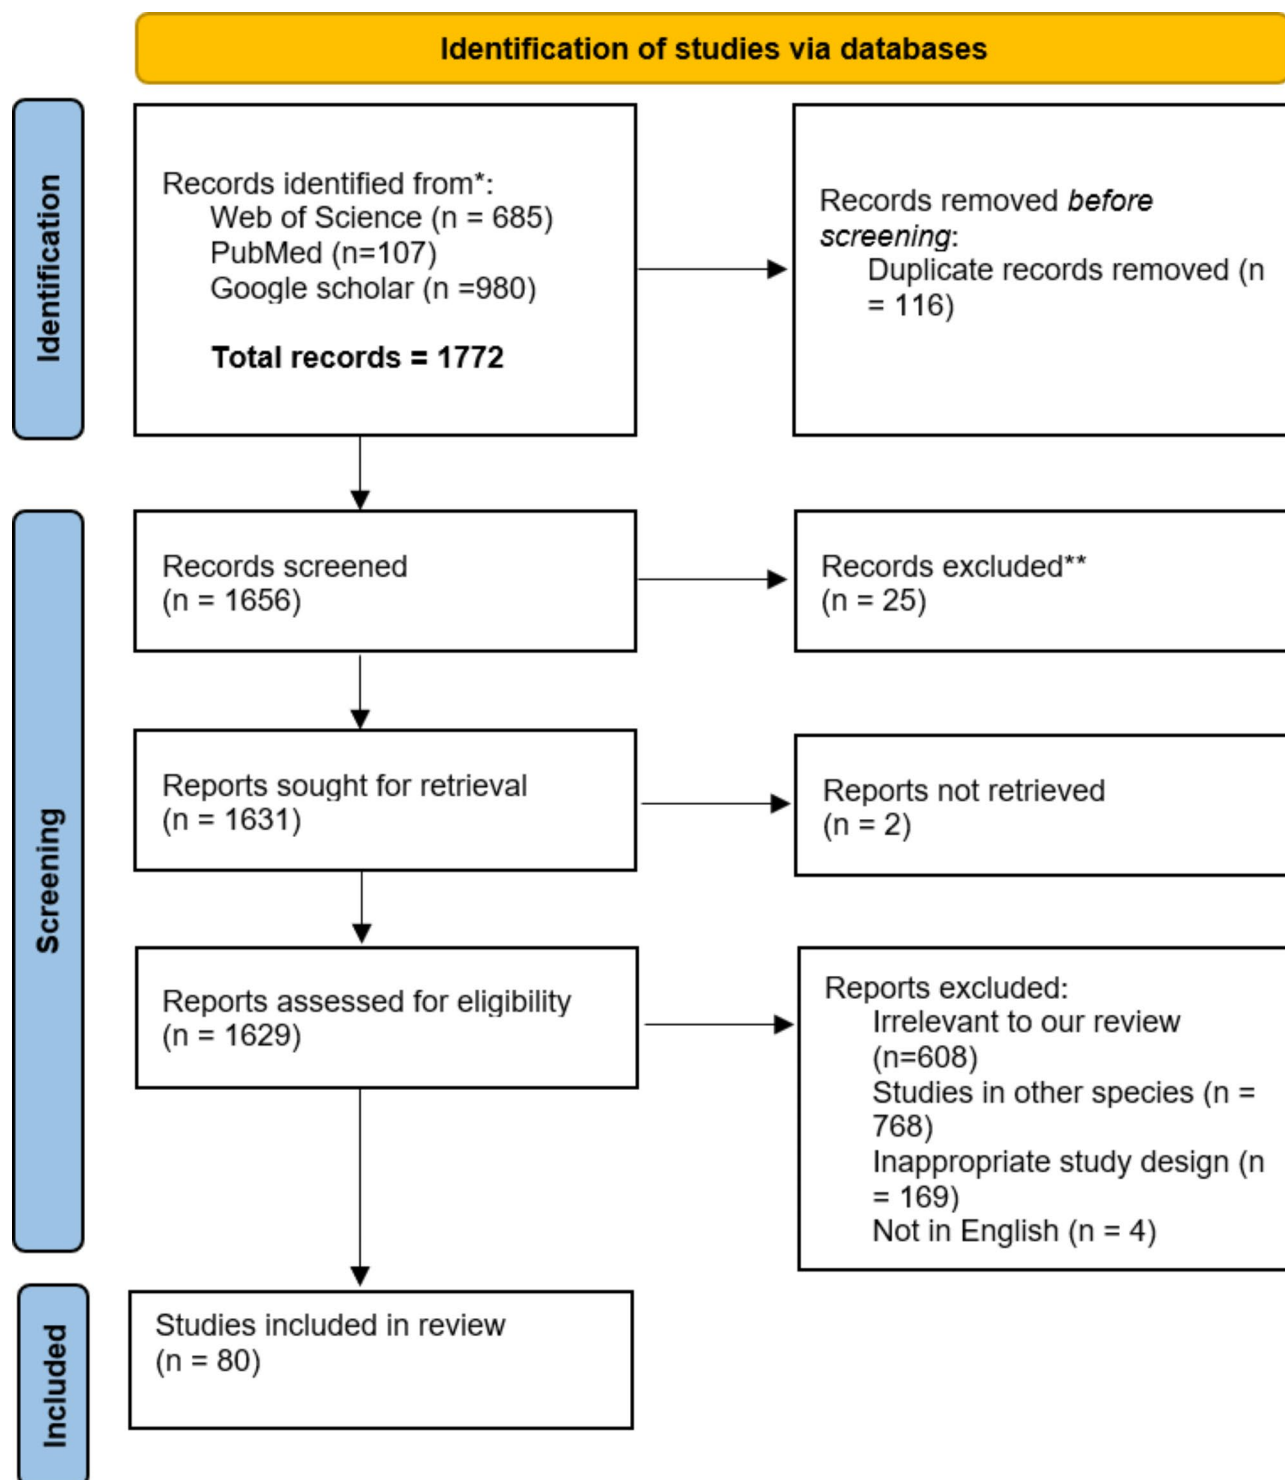 Identification of studies via databases
Identification
Records identified from*:
Web of Science (n = 685)
PubMed (n=107)
Google scholar (n =980)
Total records = 1772
Records removed before
screening:
Duplicate records removed (n
= 116)
Screening
Records screened
(n = 1656)
Records excluded**
(n = 25)
Reports sought for retrieval
(n = 1631)
Reports not retrieved
(n = 2)
Reports assessed for eligibility
(n = 1629)
Reports excluded:
Irrelevant to our review
(n=608)
Studies in other species (n =
768)
Inappropriate study design (n
= 169)
Not in English (n = 4)
Included
Studies included in review
(n = 80)